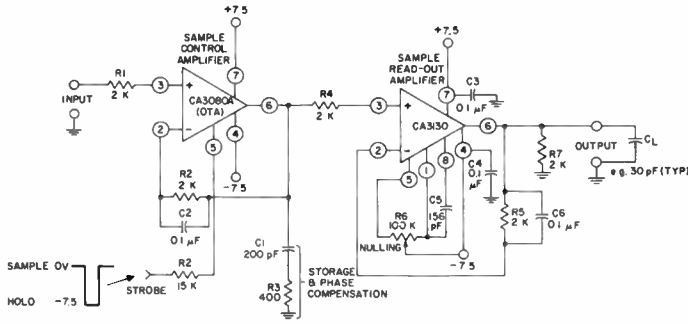 +7.5
SAMPLE
CONTROL
AMPLIFIER
+7.5
SAMPLE
READ-OUT
AMPLIFIER
R1
2 K
INPUT
3
+
CA3080A
(OTA)
7
6
2
−
5
4
−7.5
R4
2 K
3
+
CA3130
7
C3
0.1 µF
6
2
−
5
1
8
4
C4
0.1
µF
R7
2 K
OUTPUT
CL
e.g. 30 pF (TYP)
R2
2 K
C2
0.1 µF
R6
100 K
NULLING
C5
156
pF
−7.5
R5
2 K
C6
0.1 µF
C1
200 pF
R3
400
STORAGE
& PHASE
COMPENSATION
SAMPLE 0V
HOLD −7.5
STROBE
R2
15 K